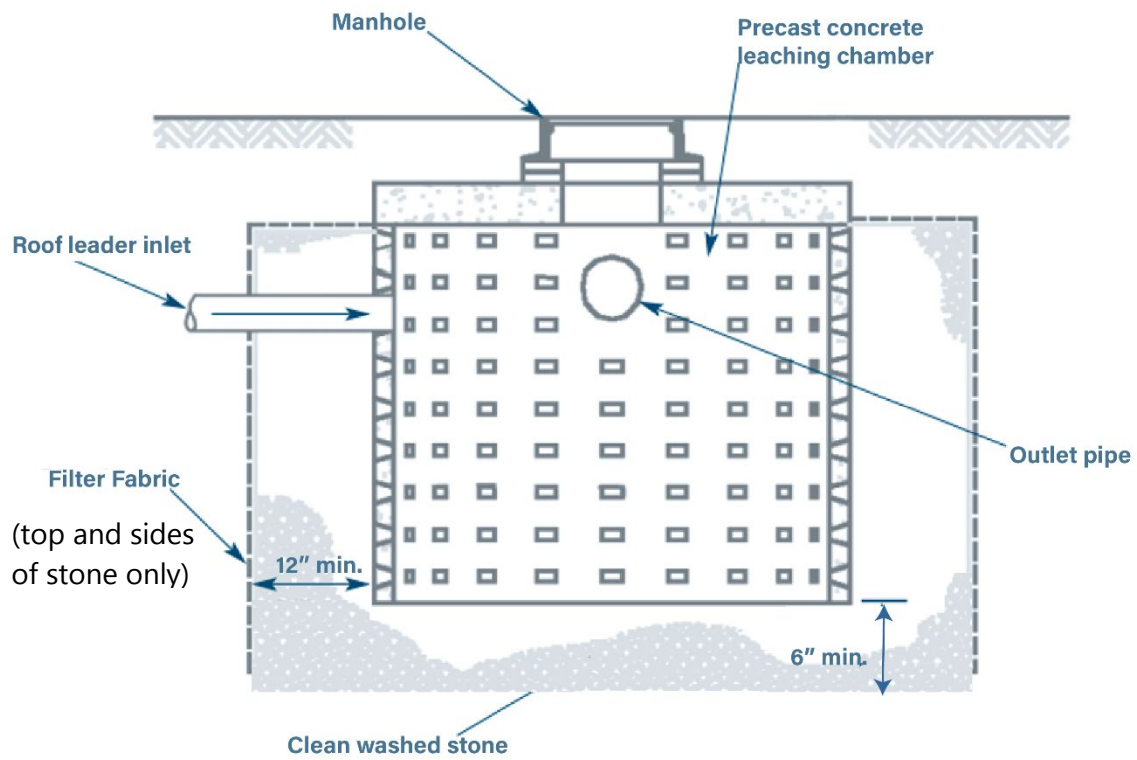 Manhole
Precast concrete
leaching chamber
Roof leader inlet
Outlet pipe
Filter Fabric
(top and sides
of stone only)
12” min.
6” min.
Clean washed stone